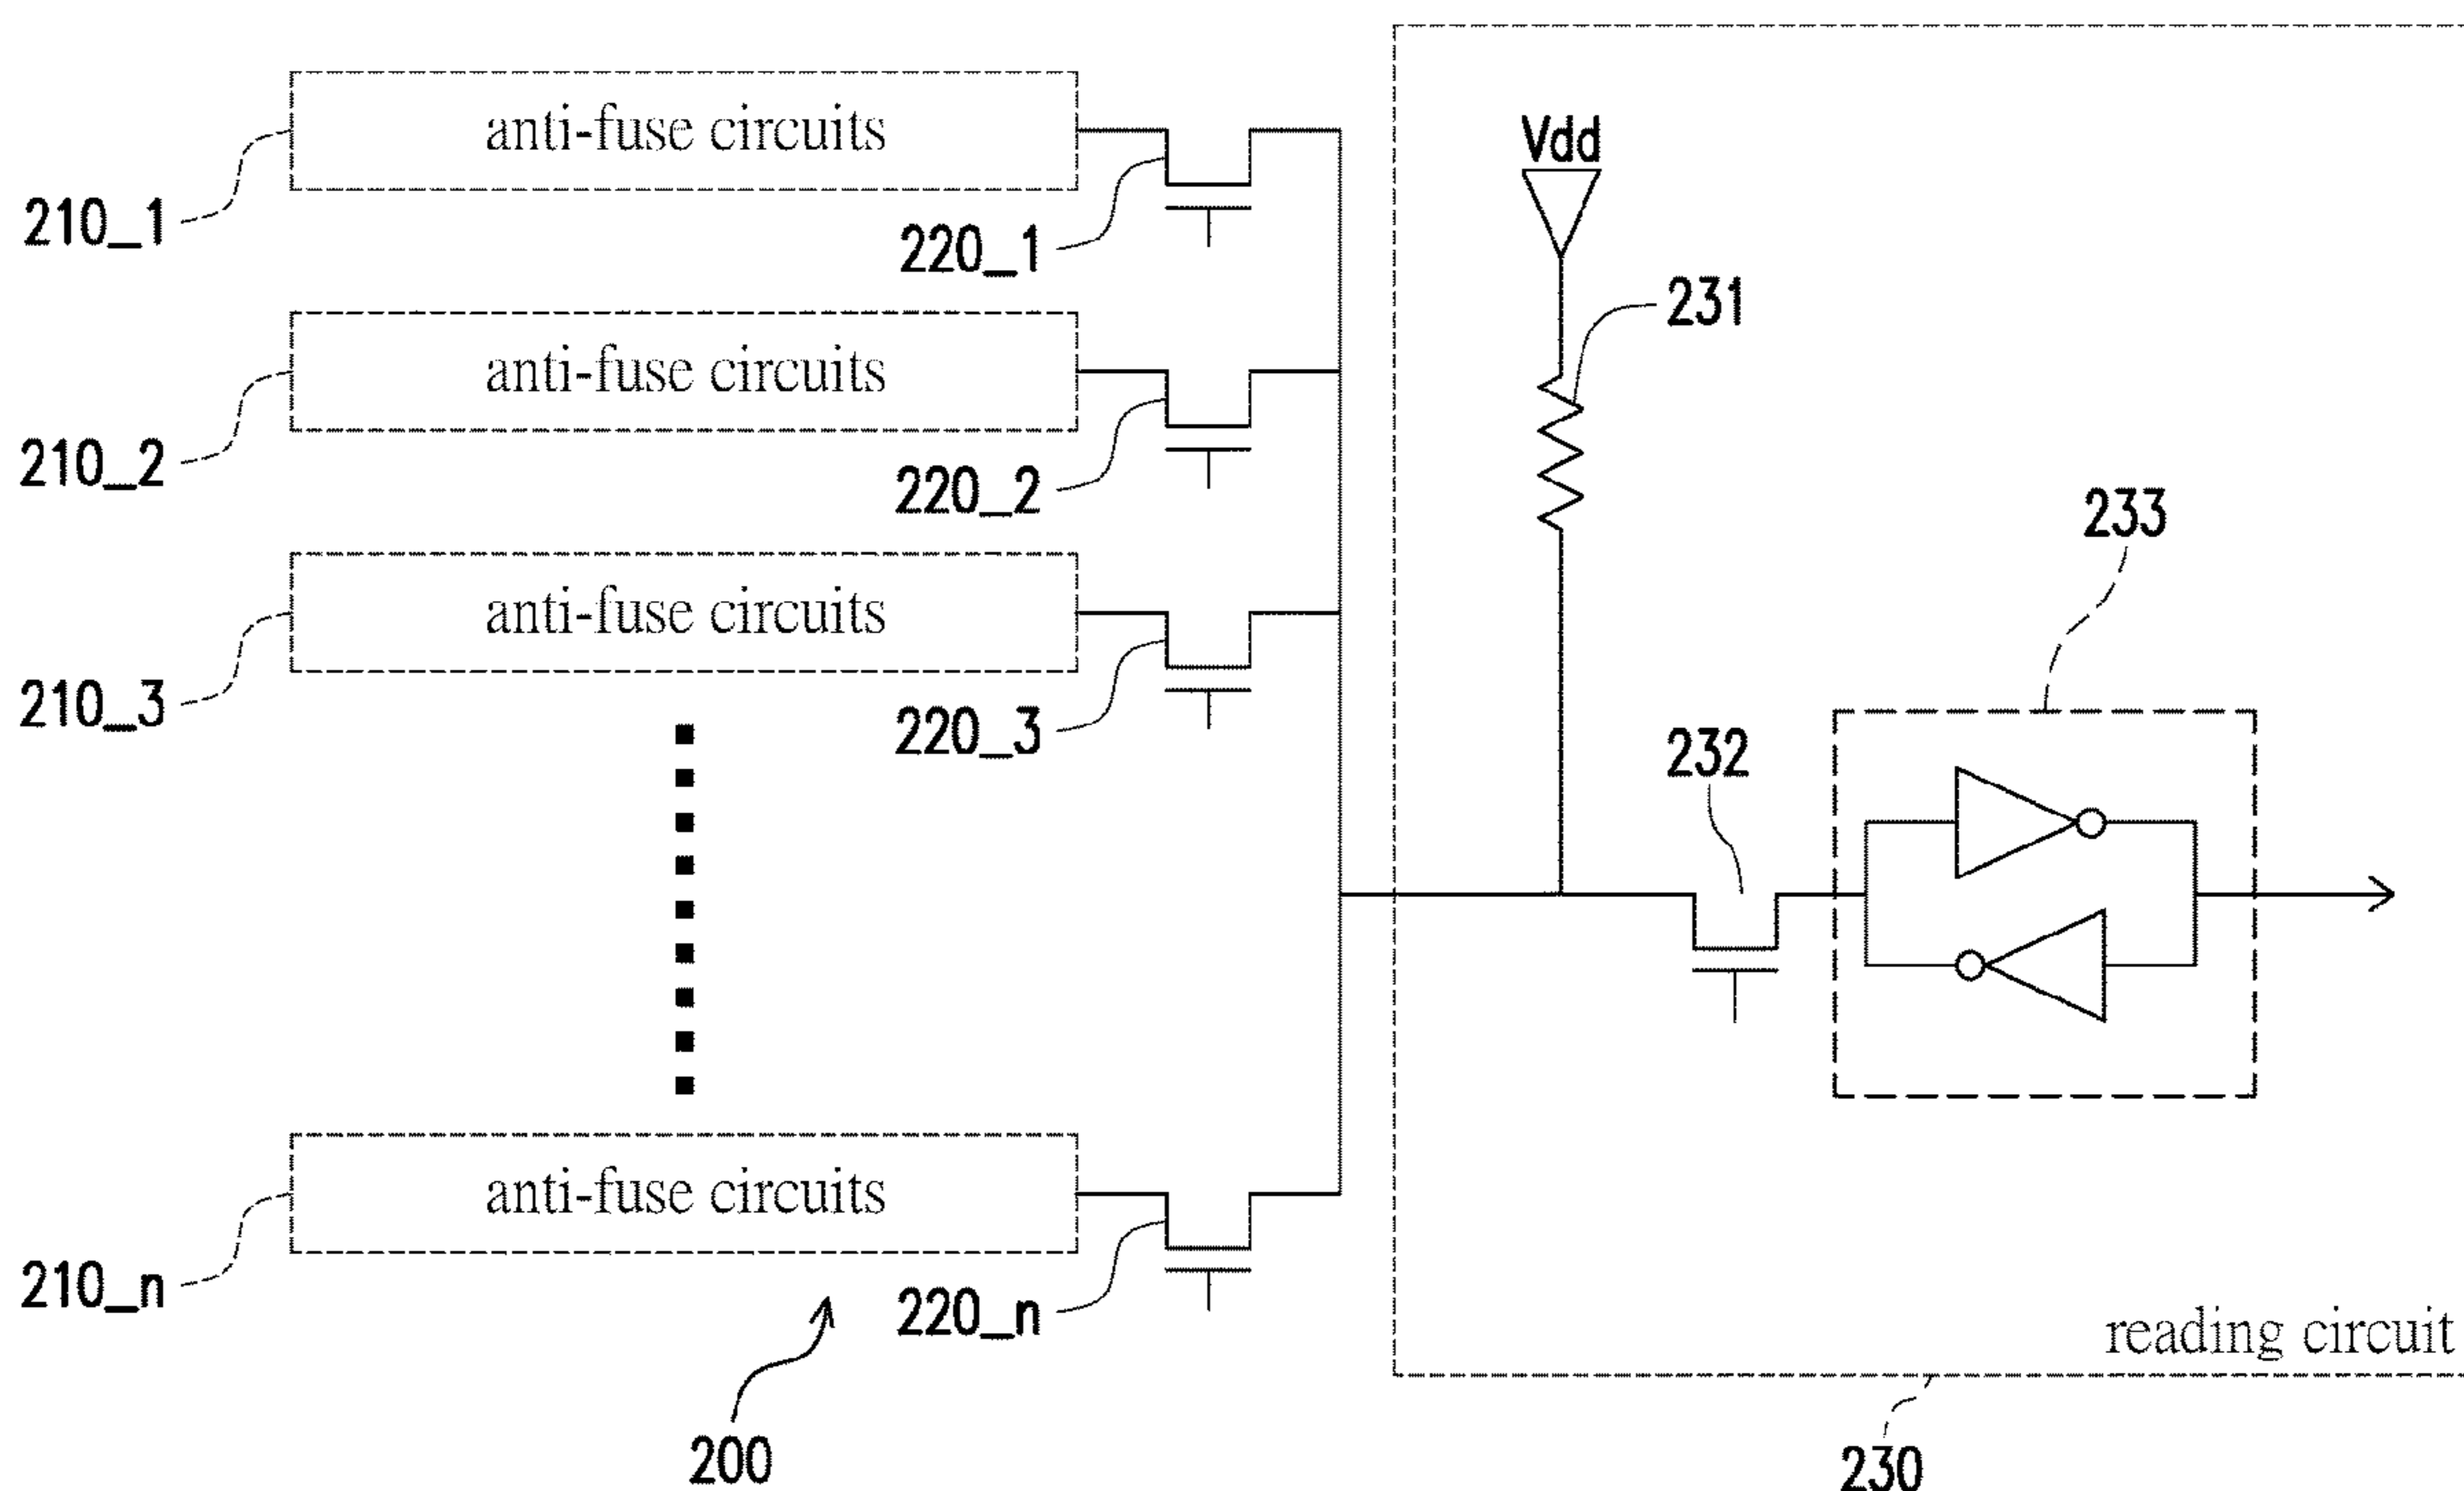 anti-fuse circuits
Vdd
210_1
220_1
231
anti-fuse circuits
210_2
220_2
233
anti-fuse circuits
210_3
220_3
232
anti-fuse circuits
210_n
220_n
reading circuit
200
230